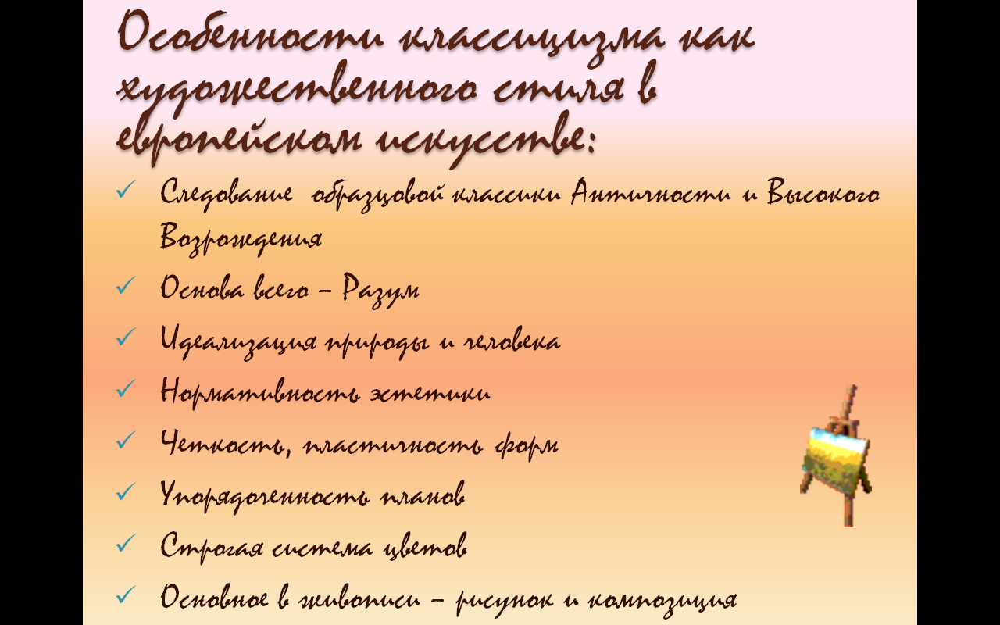 Особенности классицизма как
художественного стиля в
европейском искусстве:
Следование образцовой классики Античности и Высокого
Возрождения
Основа всего – Разум
Идеализация природы и человека
Нормативность эстетики
Четкость, пластичность форм
Упорядоченность планов
Строгая система цветов
Основное в живописи – рисунок и композиция